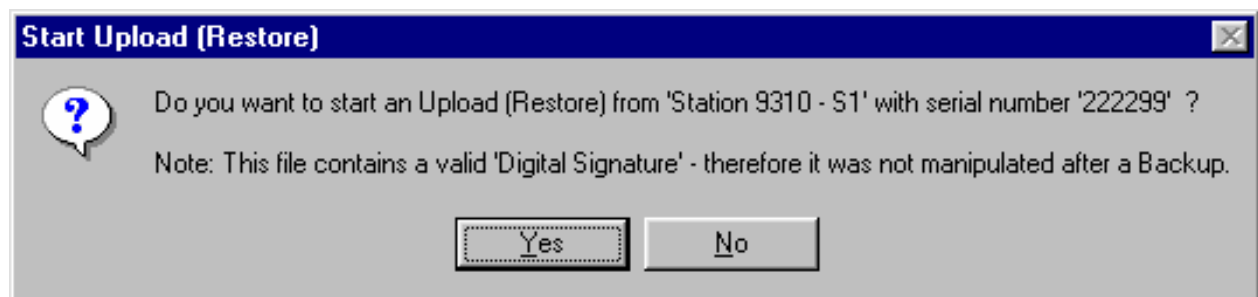 Start Upload (Restore)
Do you want to start an Upload (Restore) from 'Station 9310 - S1' with serial number '222299' ?
Note: This file contains a valid 'Digital Signature' - therefore it was not manipulated after a Backup.
Yes
No